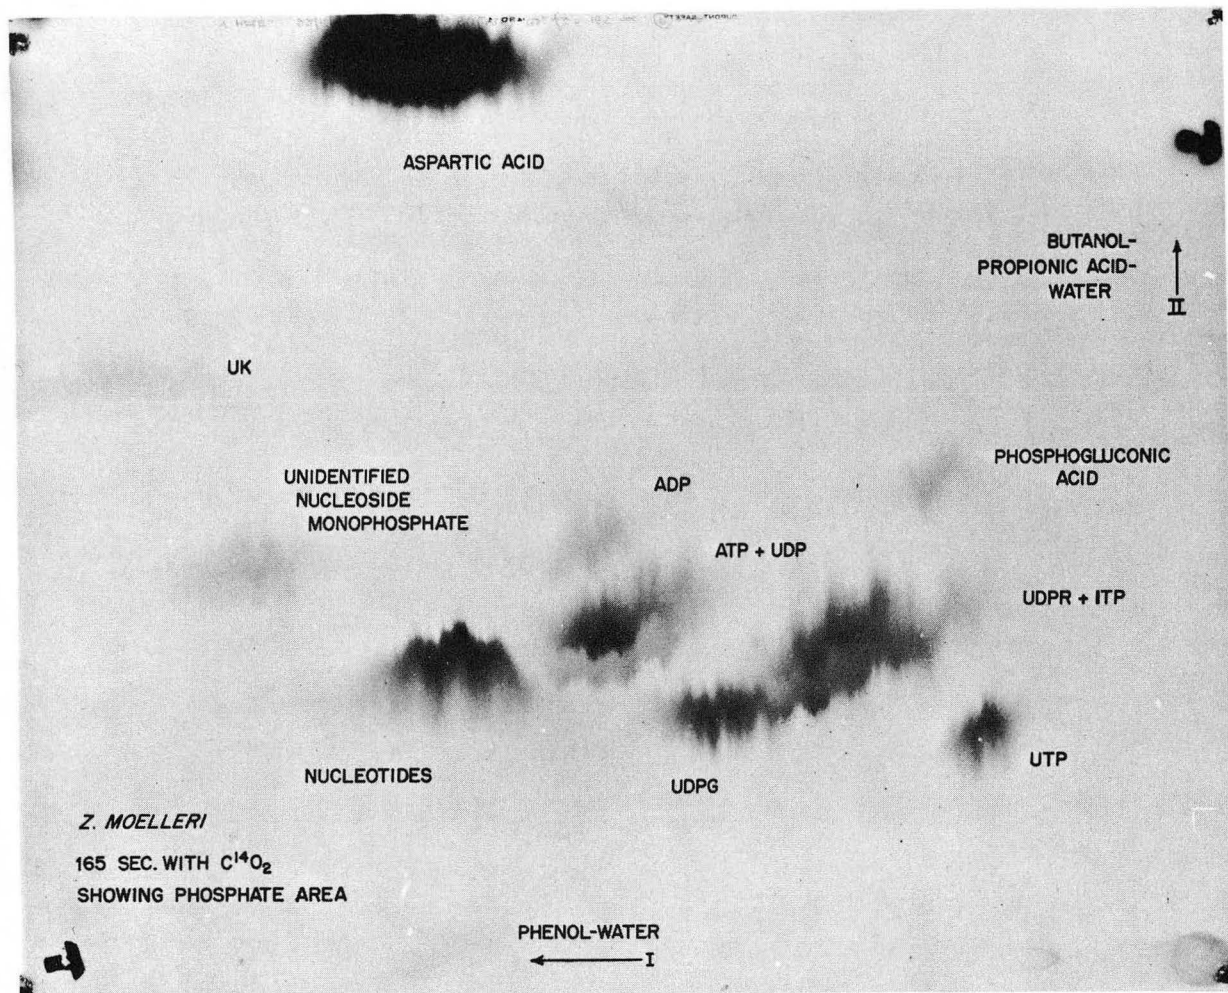 ASPARTIC ACID
BUTANOL-
PROPIONIC ACID-
WATER
II
UK
UNIDENTIFIED
NUCLEOSIDE
MONOPHOSPHATE
ADP
PHOSPHOGLUCONIC
ACID
ATP + UDP
UDPR + ITP
NUCLEOTIDES
UDPG
UTP
Z. MOELLERI
165 SEC. WITH C¹⁴O₂
SHOWING PHOSPHATE AREA
PHENOL-WATER
I